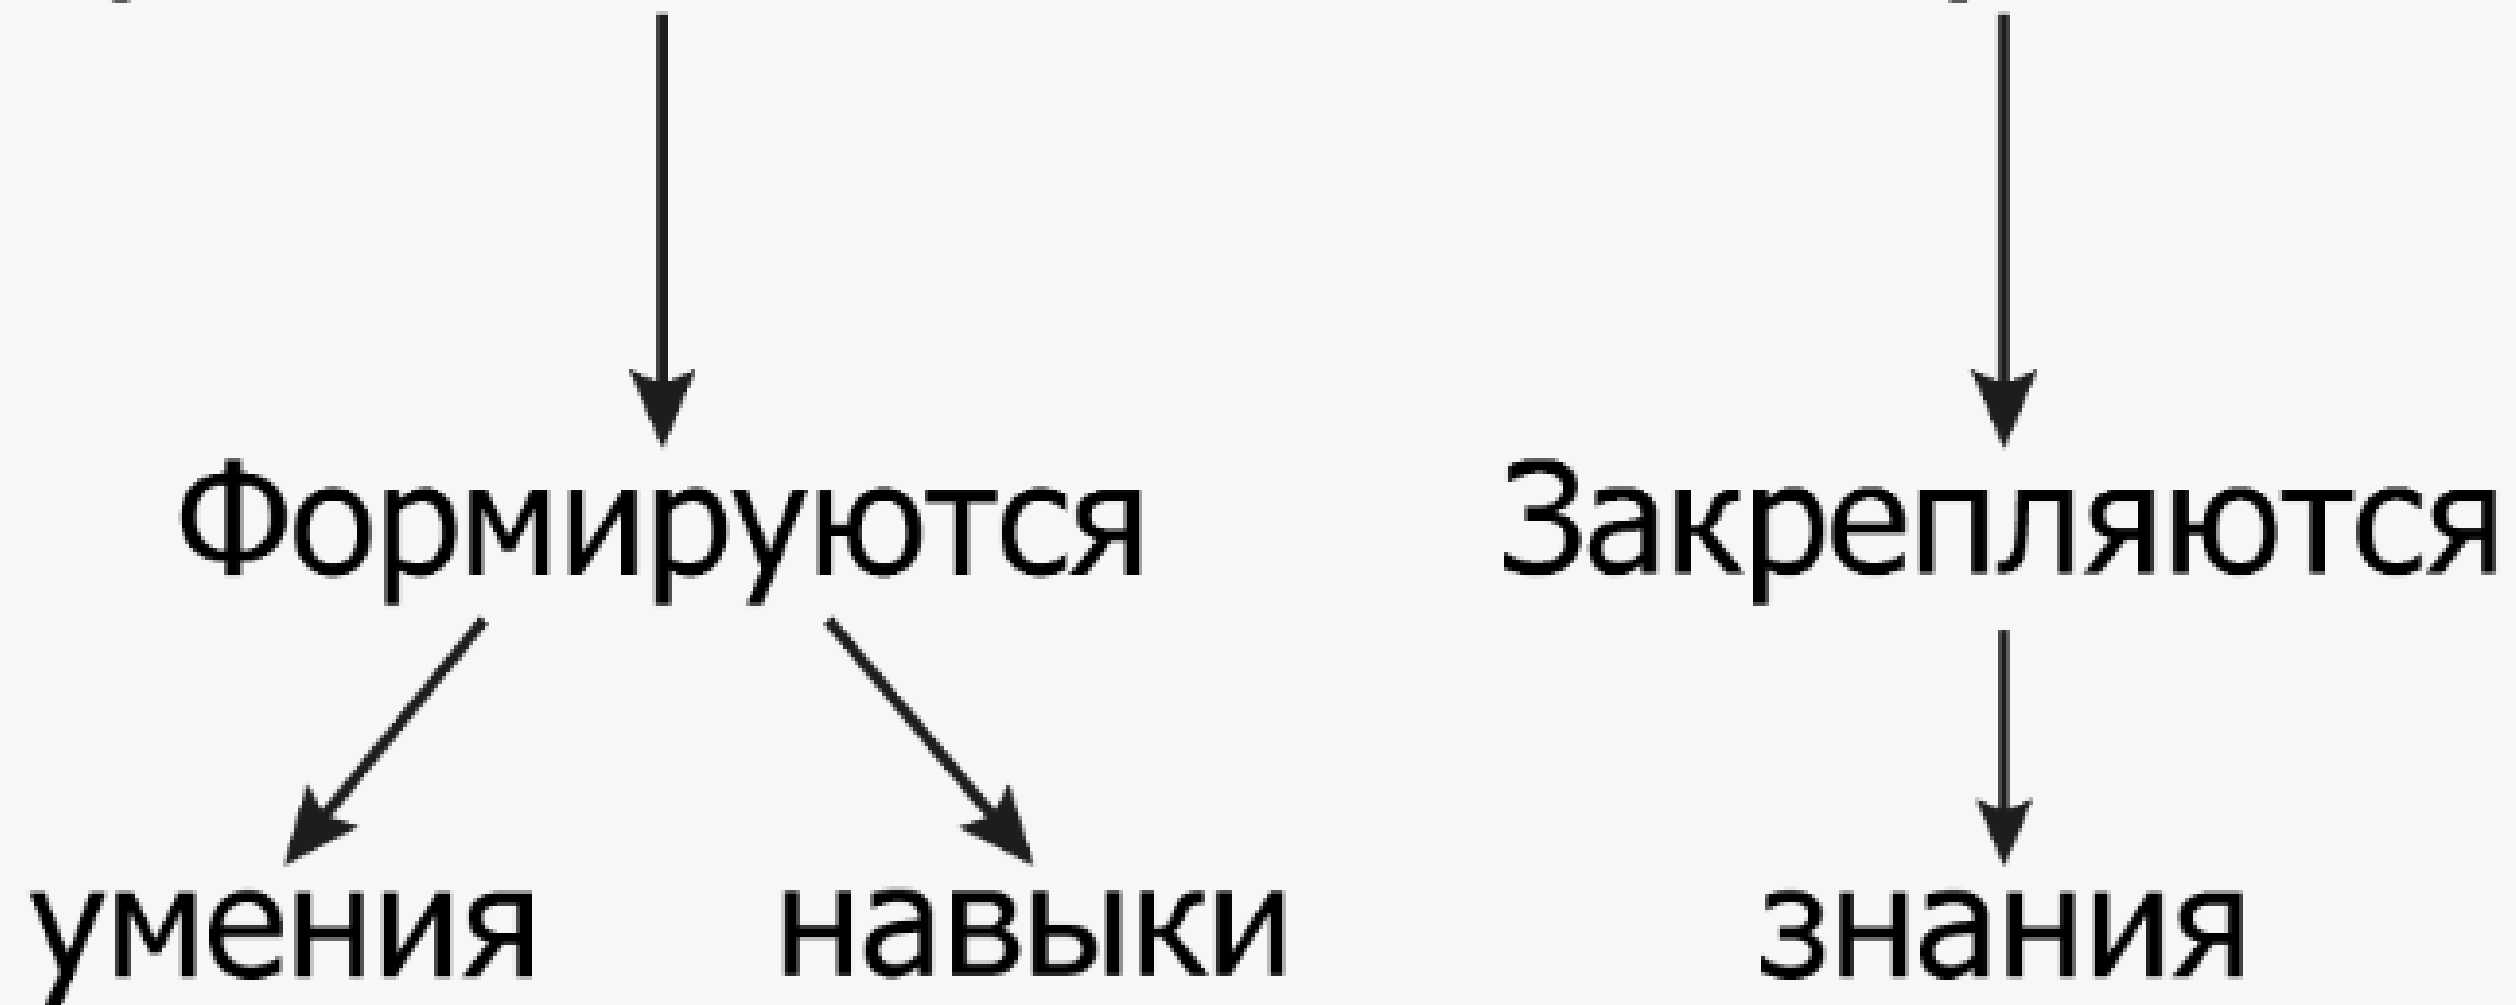 Формируются Закрепляются
умения навыки знания